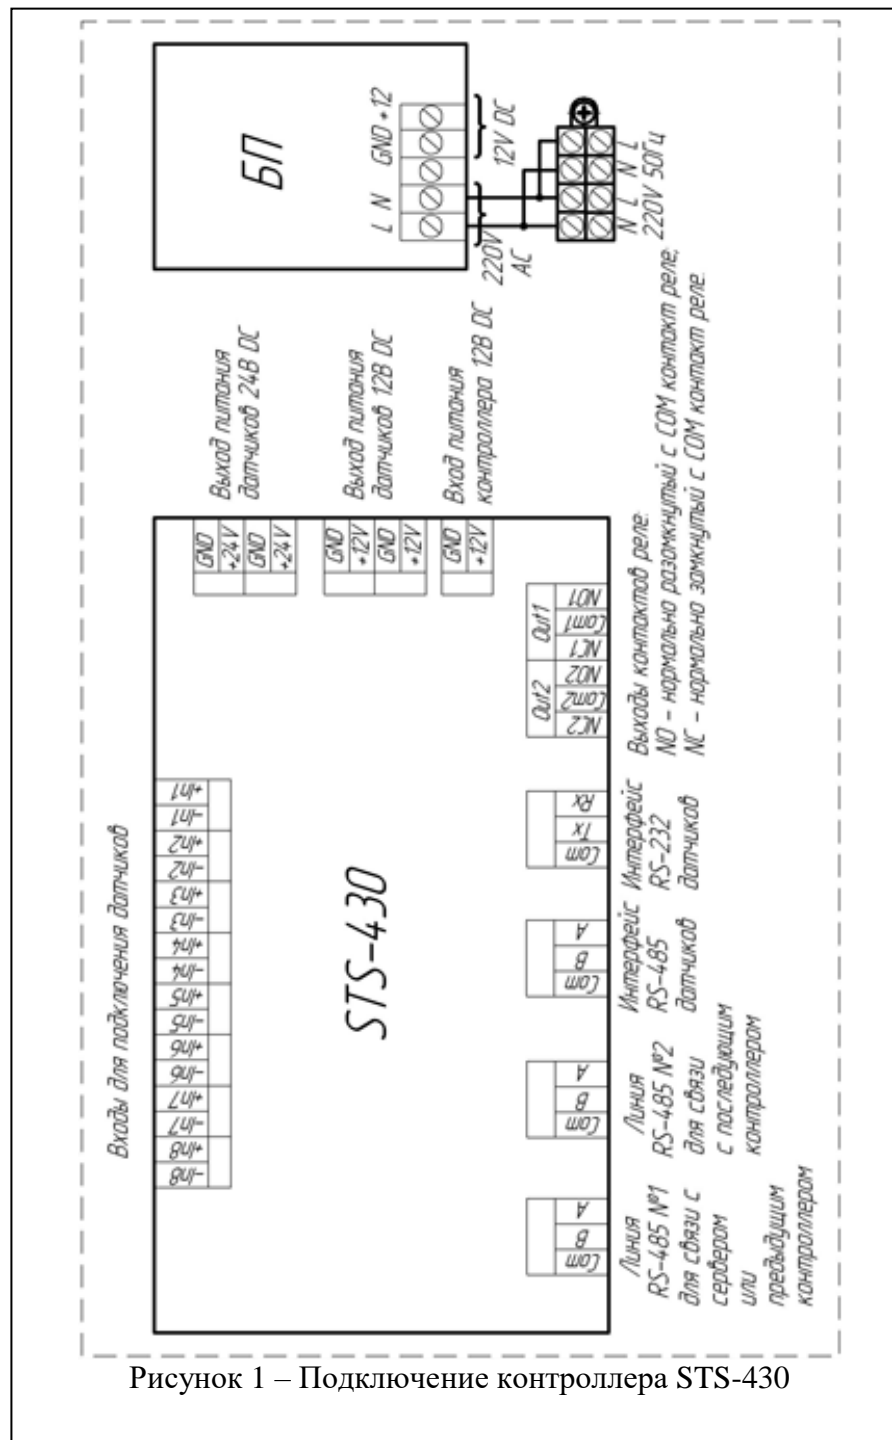 БП
L N GND +12
220V
AC
12V DC
N L N L
220V 50Гц
Выход питания
датчиков 24В DC
Выход питания
датчиков 12В DC
Вход питания
контроллера 12В DC
GND
+24V
GND
+24V
GND
+12V
GND
+12V
GND
+12V
Входы для подключения датчиков
+In1
-In1
+In2
-In2
+In3
-In3
+In4
-In4
+In5
-In5
+In6
-In6
+In7
-In7
+In8
-In8
STS-430
Out1
NO1
Com1
NC1
Out2
NO2
Com2
NC2
Выходы контактов реле:
NO – нормально разомкнутый с COM контакт реле;
NC – нормально замкнутый с COM контакт реле.
Rx
Tx
Com
Интерфейс
RS-232
датчиков
A
B
Com
Интерфейс
RS-485
датчиков
A
B
Com
Линия
RS-485 №2
для связи
с последующим
контроллером
A
B
Com
Линия
RS-485 №1
для связи с
сервером
или
предыдущим
контроллером
Рисунок 1 – Подключение контроллера STS-430